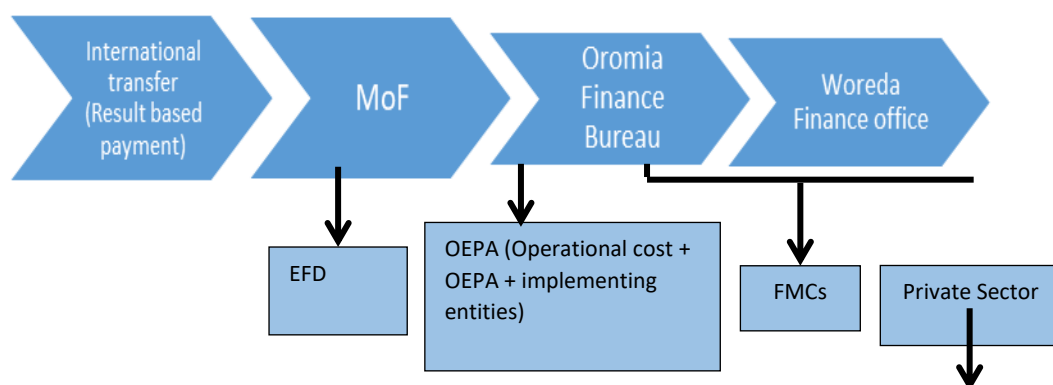 International
transfer
(Result based
payment)
MoF
Oromia
Finance
Bureau
Woreda
Finance office
EFD
OEPA (Operational cost +
OEPA + implementing
entities)
FMCs
Private Sector